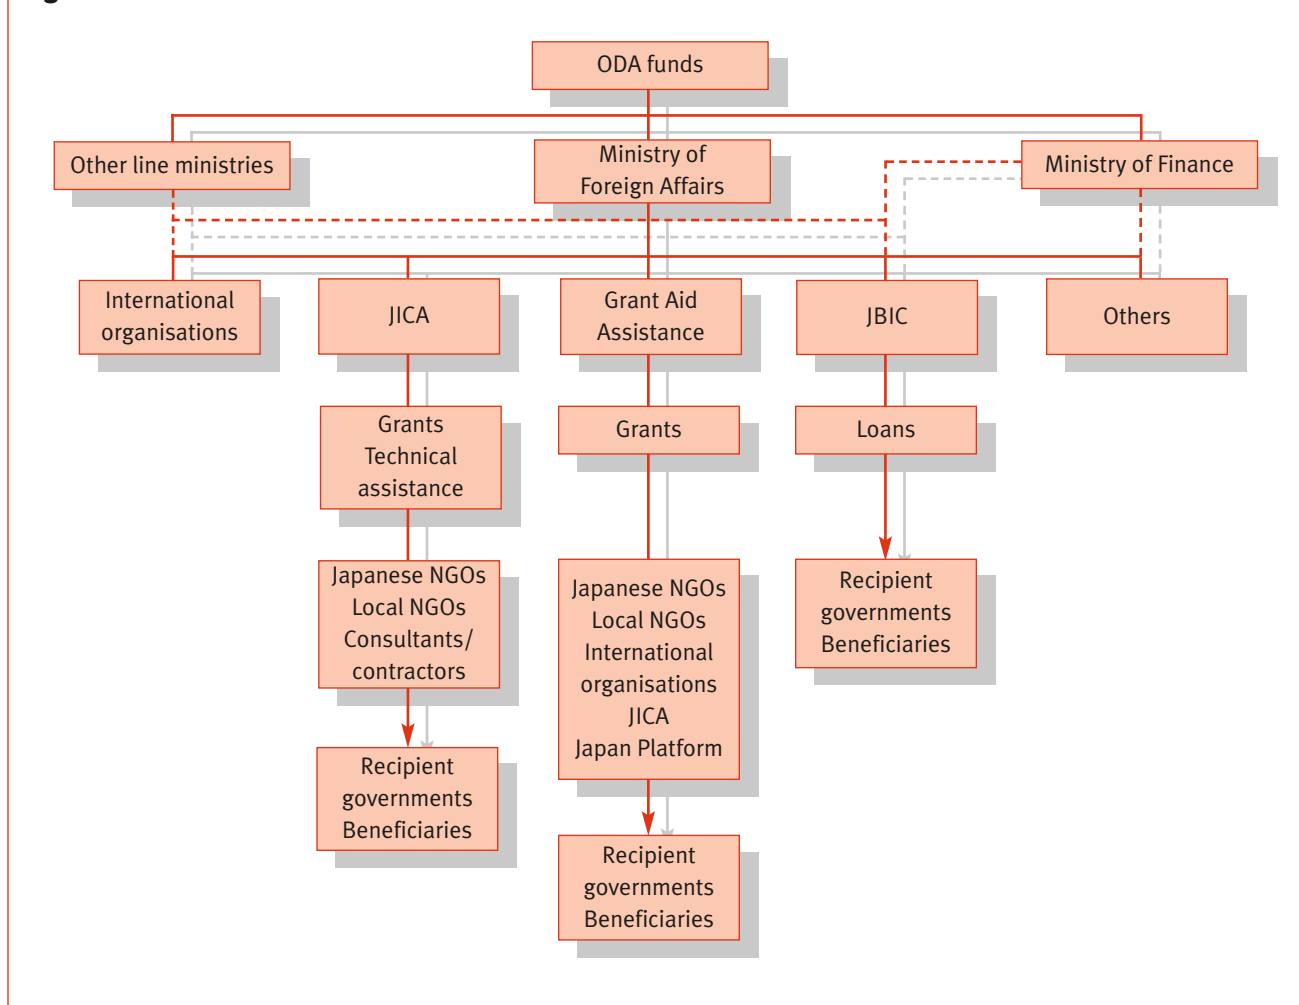 ODA funds
Other line ministries
Ministry of
Foreign Affairs
Ministry of Finance
International
organisations
JICA
Grant Aid
Assistance
JBIC
Others
Grants
Technical
assistance
Grants
Loans
Japanese NGOs
Local NGOs
Consultants/
contractors
Japanese NGOs
Local NGOs
International
organisations
JICA
Japan Platform
Recipient
governments
Beneficiaries
Recipient
governments
Beneficiaries
Recipient
governments
Beneficiaries